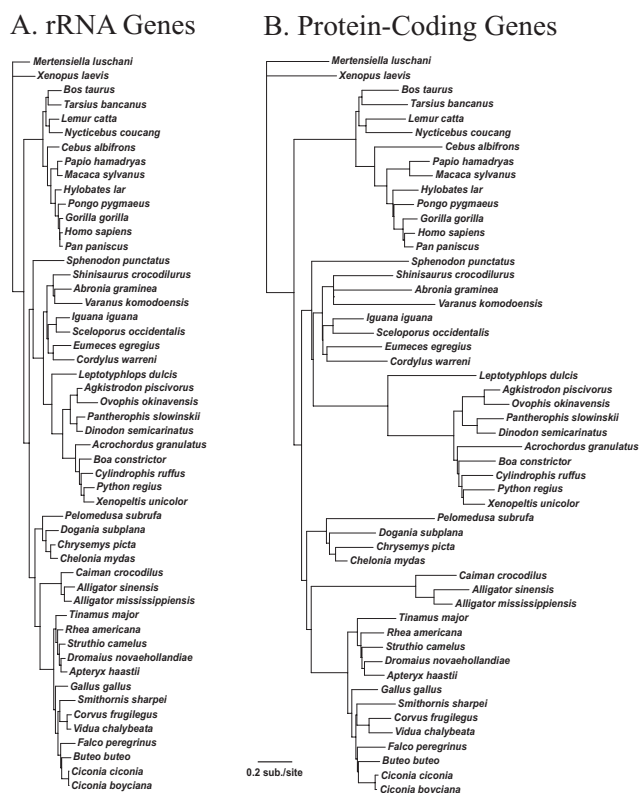 A. rRNA Genes
Mertensiella luschani
Xenopus laevis
Bos taurus
Tarsius bancanus
Lemur catta
Nycticebus coucang
Cebus albifrons
Papio hamadryas
Macaca sylvanus
Hylobates lar
Pongo pygmaeus
Gorilla gorilla
Homo sapiens
Pan paniscus
Sphenodon punctatus
Shinisaurus crocodilurus
Abronia graminea
Varanus komodoensis
Iguana iguana
Sceloporus occidentalis
Eumeces egregius
Cordylus warreni
Leptotyphlops dulcis
Agkistrodon piscivorus
Ovophis okinavensis
Pantherophis slowinskii
Dinodon semicarinatus
Acrochordus granulatus
Boa constrictor
Cylindrophis ruffus
Python regius
Xenopeltis unicolor
Pelomedusa subrufa
Dogania subplana
Chrysemys picta
Chelonia mydas
Caiman crocodilus
Alligator sinensis
Alligator mississippiensis
Tinamus major
Rhea americana
Struthio camelus
Dromaius novaehollandiae
Apteryx haastii
Gallus gallus
Smithornis sharpei
Corvus frugilegus
Vidua chalybeata
Falco peregrinus
Buteo buteo
Ciconia ciconia
Ciconia boyciana
B. Protein-Coding Genes
Mertensiella luschani
Xenopus laevis
Bos taurus
Tarsius bancanus
Lemur catta
Nycticebus coucang
Cebus albifrons
Papio hamadryas
Macaca sylvanus
Hylobates lar
Pongo pygmaeus
Gorilla gorilla
Homo sapiens
Pan paniscus
Sphenodon punctatus
Shinisaurus crocodilurus
Abronia graminea
Varanus komodoensis
Iguana iguana
Sceloporus occidentalis
Eumeces egregius
Cordylus warreni
Leptotyphlops dulcis
Agkistrodon piscivorus
Ovophis okinavensis
Pantherophis slowinskii
Dinodon semicarinatus
Acrochordus granulatus
Boa constrictor
Cylindrophis ruffus
Python regius
Xenopeltis unicolor
Pelomedusa subrufa
Dogania subplana
Chrysemys picta
Chelonia mydas
Caiman crocodilus
Alligator sinensis
Alligator mississippiensis
Tinamus major
Rhea americana
Struthio camelus
Dromaius novaehollandiae
Apteryx haastii
Gallus gallus
Smithornis sharpei
Corvus frugilegus
Vidua chalybeata
Falco peregrinus
Buteo buteo
Ciconia ciconia
Ciconia boyciana
0.2 sub./site